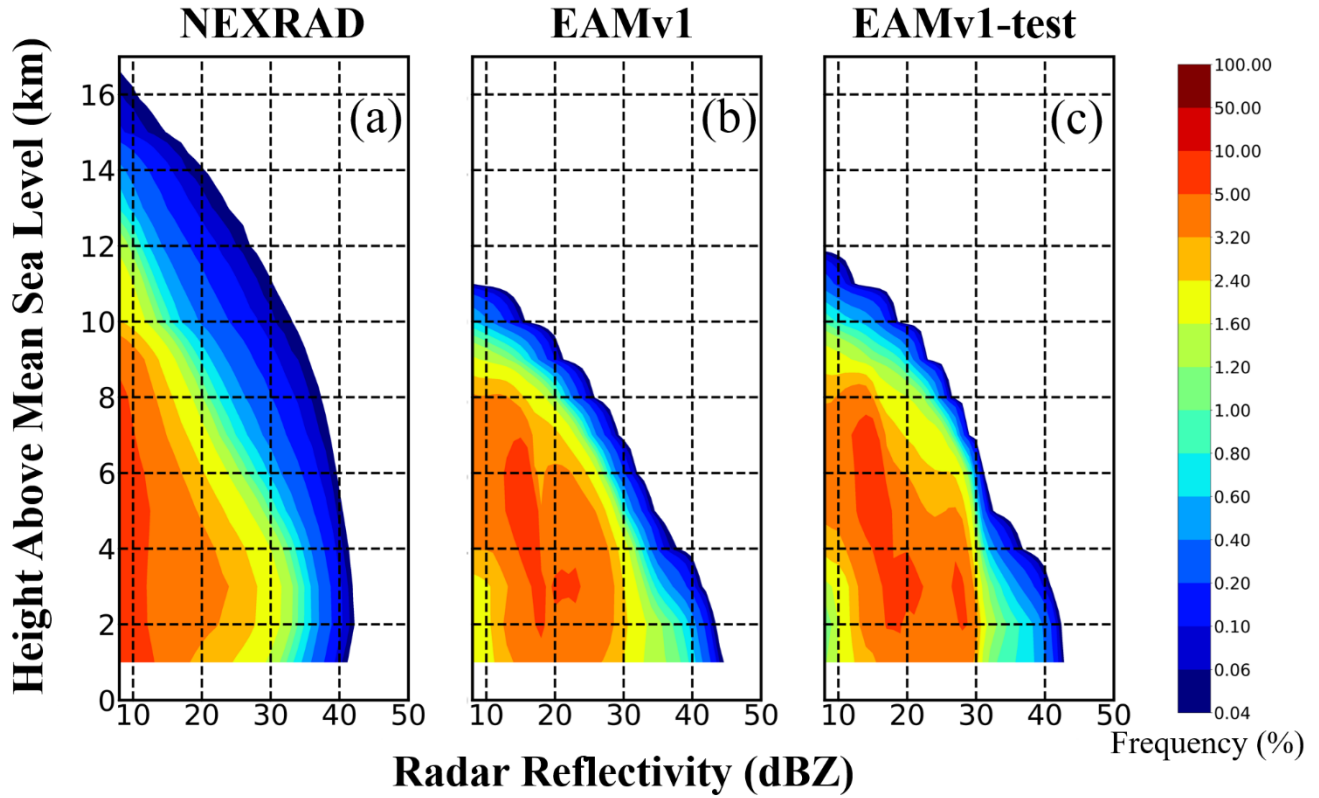 NEXRAD
EAMv1
EAMv1-test
Height Above Mean Sea Level (km)
16
14
12
10
8
6
4
2
0
(a)
(b)
(c)
10 20 30 40 50
10 20 30 40 50
10 20 30 40 50
100.00
50.00
10.00
5.00
3.20
2.40
1.60
1.20
1.00
0.80
0.60
0.40
0.20
0.10
0.06
0.04
Frequency (%)
Radar Reflectivity (dBZ)